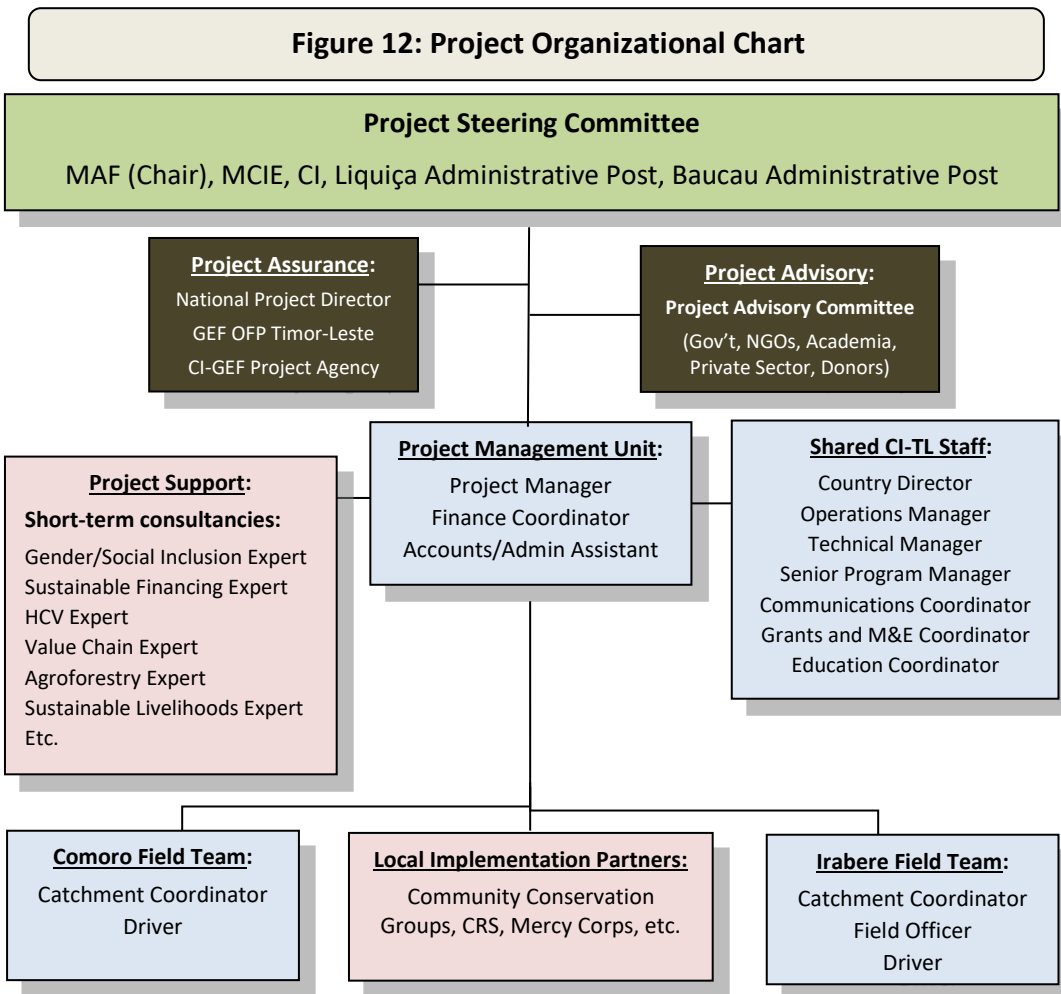 Figure 12: Project Organizational Chart
Project Steering Committee
MAF (Chair), MCIE, CI, Liquiça Administrative Post, Baucau Administrative Post
Project Assurance:
National Project Director
GEF OFP Timor-Leste
CI-GEF Project Agency
Project Advisory:
Project Advisory Committee
(Gov't, NGOs, Academia,
Private Sector, Donors)
Project Support:
Short-term consultancies:
Gender/Social Inclusion Expert
Sustainable Financing Expert
HCV Expert
Value Chain Expert
Agroforestry Expert
Sustainable Livelihoods Expert
Etc.
Project Management Unit:
Project Manager
Finance Coordinator
Accounts/Admin Assistant
Shared CI-TL Staff:
Country Director
Operations Manager
Technical Manager
Senior Program Manager
Communications Coordinator
Grants and M&E Coordinator
Education Coordinator
Comoro Field Team:
Catchment Coordinator
Driver
Local Implementation Partners:
Community Conservation
Groups, CRS, Mercy Corps, etc.
Irabere Field Team:
Catchment Coordinator
Field Officer
Driver